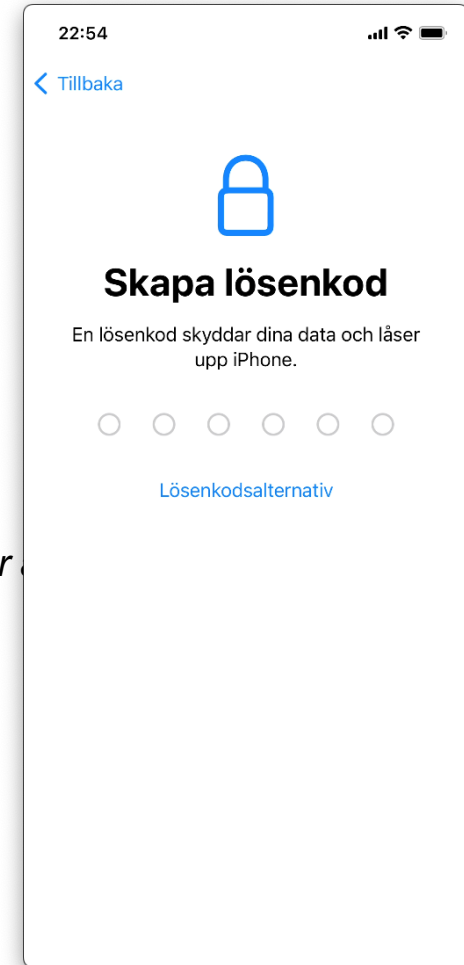 22:54
Tillbaka
Skapa lösenkod
En lösenkod skyddar dina data och låser
upp iPhone.
Lösenkodsalternativ
r